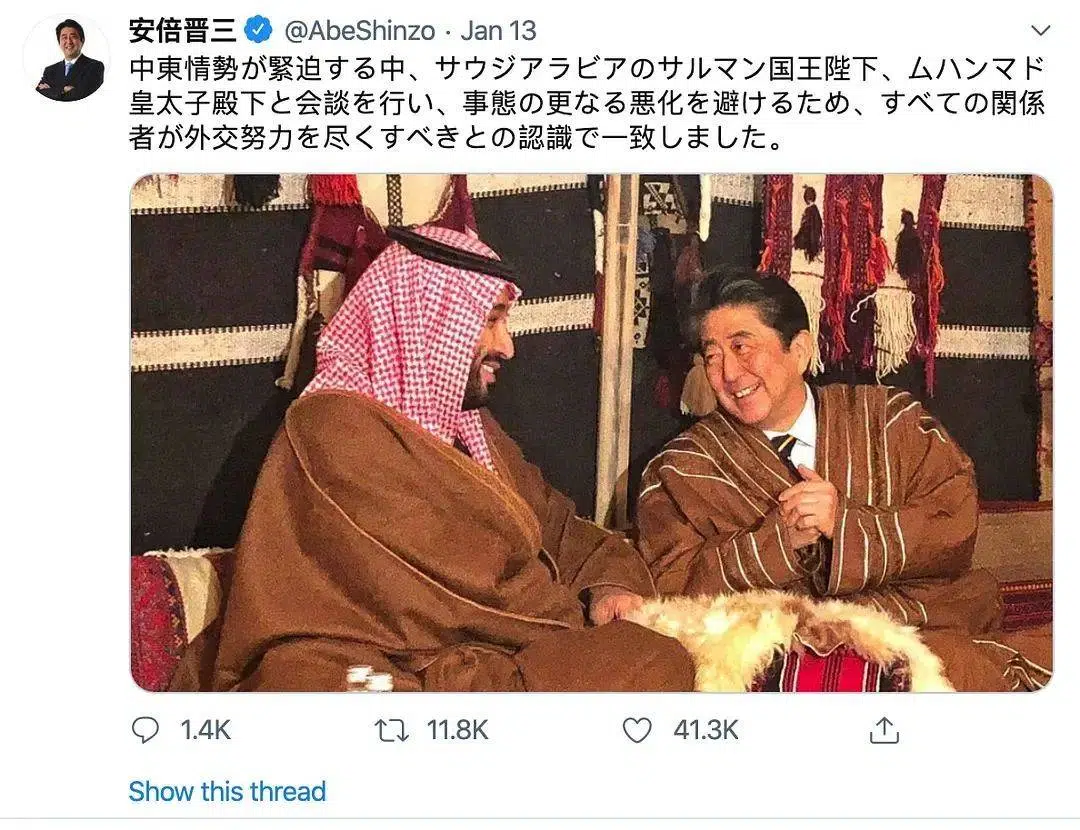 安倍晋三 @AbeShinzo · Jan 13
中東情勢が緊迫する中、サウジアラビアのサルマン国王陛下、ムハンマド
皇太子殿下と会談を行い、事態の更なる悪化を避けるため、すべての関係
者が外交努力を尽くすべきとの認識で一致しました。
1.4K 11.8K 41.3K
Show this thread